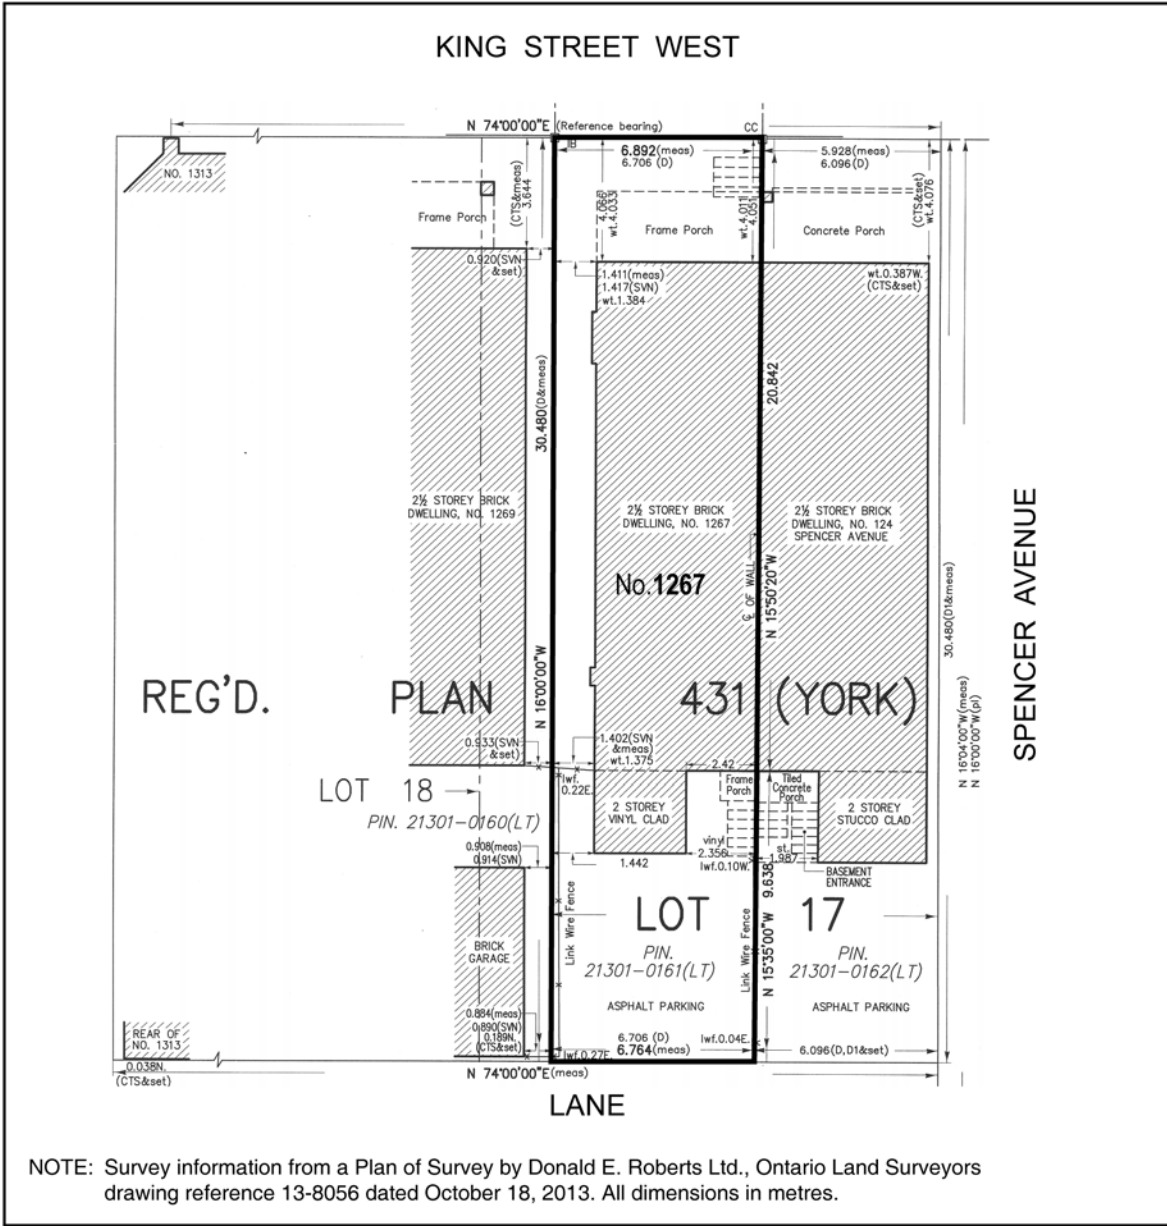 KING STREET WEST
N 74°00'00"E (Reference bearing)
CC
IB
6.892(meas)
6.706 (D)
5.928(meas)
6.096(D)
NO. 1313
(CTS&meas)
3.644
4.066
wt.4.033
wt.4.011
4.051
(CTS&set)
wt.4.076
Frame Porch
Frame Porch
Concrete Porch
0.920(SVN
&set)
1.411(meas)
1.417(SVN)
wt.1.384
wt.0.387W.
(CTS&set)
30.480(D&meas)
20.842
2½ STOREY BRICK
DWELLING, NO. 1269
2½ STOREY BRICK
DWELLING, NO. 1267
2½ STOREY BRICK
DWELLING, NO. 124
SPENCER AVENUE
No.1267
℄ OF WALL
N 15°50'20"W
N 16°00'00"W
30.480(D1&meas)
N 16°04'00"W(meas)
N 16°00'00"W(pl)
SPENCER AVENUE
REG'D. PLAN 431 (YORK)
0.933(SVN
&set)
1.402(SVN
&meas)
wt.1.375
2.42
lwf.
0.22E.
Frame
Porch
Tiled
Concrete
Porch
LOT 18
PIN. 21301-0160(LT)
2 STOREY
VINYL CLAD
2 STOREY
STUCCO CLAD
0.908(meas)
0.914(SVN)
1.442
vinyl
2.356
lwf.0.10W.
st.
1.987
BASEMENT
ENTRANCE
9.638
N 15°35'00"W
Link Wire Fence
Link Wire Fence
LOT 17
PIN.
21301-0161(LT)
PIN.
21301-0162(LT)
BRICK
GARAGE
ASPHALT PARKING
ASPHALT PARKING
0.884(meas)
0.890(SVN)
0.189N.
(CTS&set)
REAR OF
NO. 1313
6.706 (D)
6.764(meas)
lwf.0.04E.
6.096(D,D1&set)
lwf.0.27E.
0.038N.
(CTS&set)
N 74°00'00"E(meas)
LANE
NOTE: Survey information from a Plan of Survey by Donald E. Roberts Ltd., Ontario Land Surveyors
drawing reference 13-8056 dated October 18, 2013. All dimensions in metres.